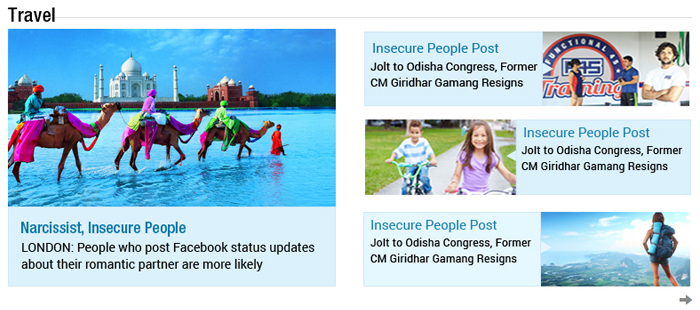 Travel
Narcissist, Insecure People
LONDON: People who post Facebook status updates
about their romantic partner are more likely
Insecure People Post
Jolt to Odisha Congress, Former
CM Giridhar Gamang Resigns
FUNCTIONAL 45
Training
Insecure People Post
Jolt to Odisha Congress, Former
CM Giridhar Gamang Resigns
Insecure People Post
Jolt to Odisha Congress, Former
CM Giridhar Gamang Resigns